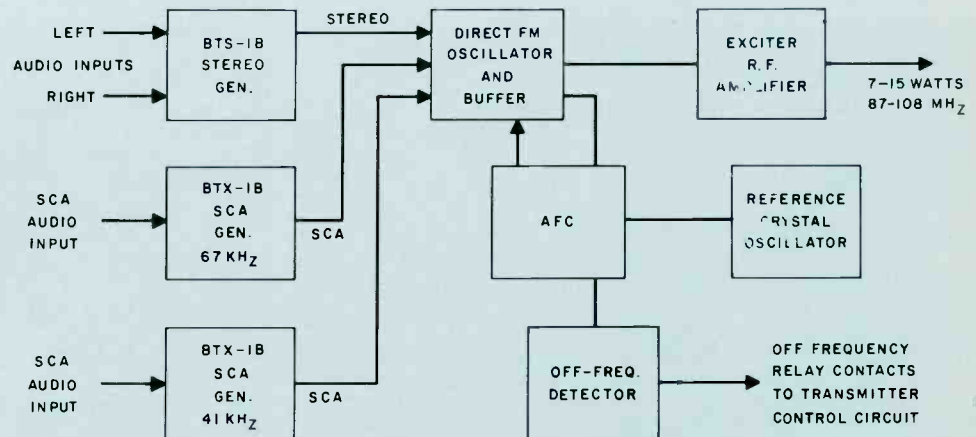 LEFT
AUDIO INPUTS
RIGHT
BTS-1B
STEREO
GEN.
STEREO
DIRECT FM
OSCILLATOR
AND
BUFFER
EXCITER
R.F.
AMPLIFIER
7-15 WATTS
87-108 MHZ
SCA
AUDIO
INPUT
BTX-1B
SCA
GEN.
67 KHZ
SCA
AFC
REFERENCE
CRYSTAL
OSCILLATOR
SCA
AUDIO
INPUT
BTX-1B
SCA
GEN.
41 KHZ
SCA
OFF-FREQ.
DETECTOR
OFF FREQUENCY
RELAY CONTACTS
TO TRANSMITTER
CONTROL CIRCUIT